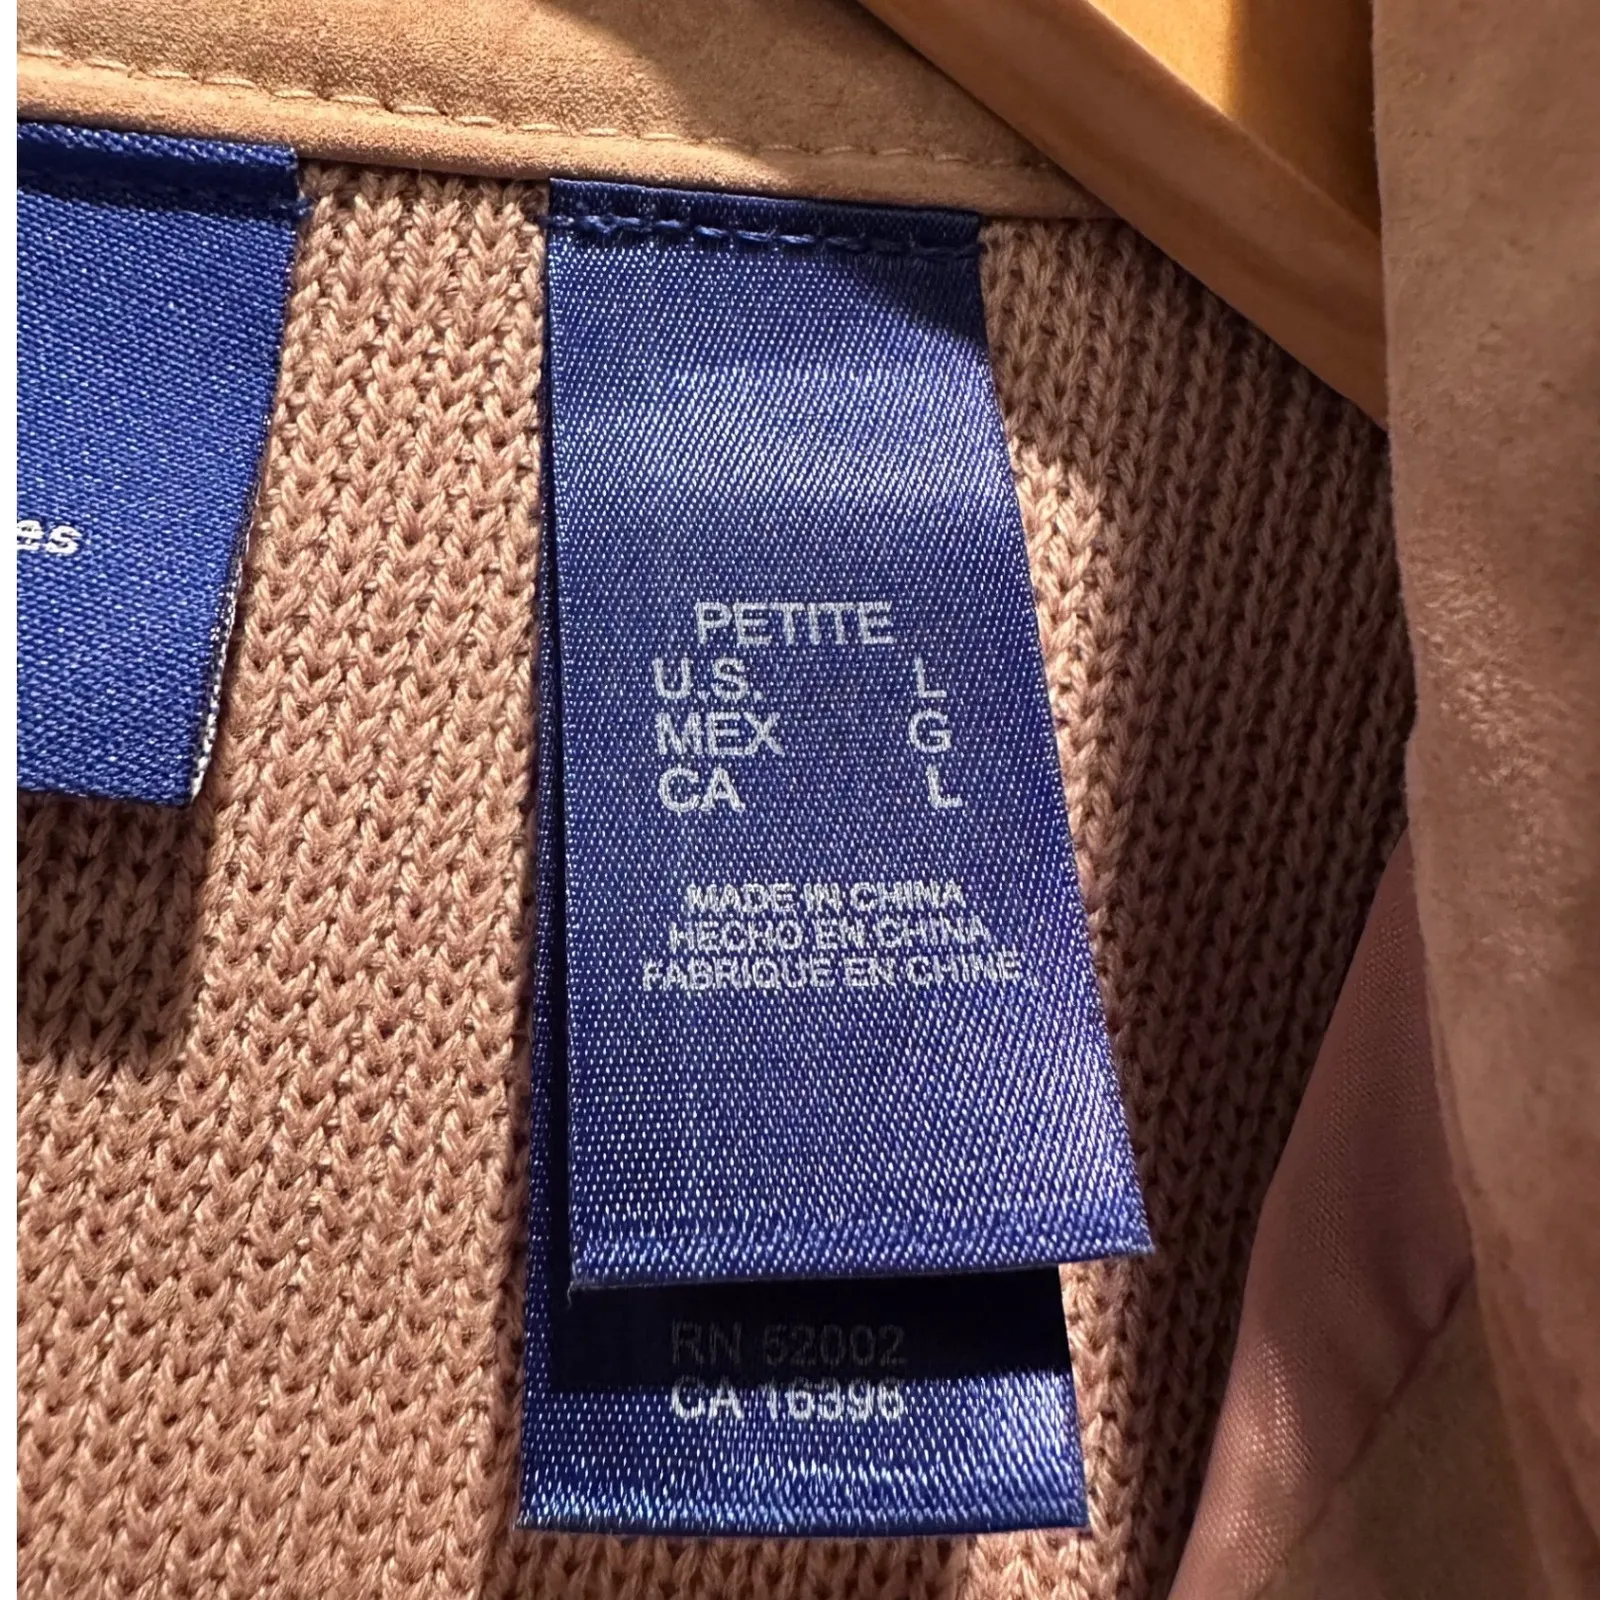 es
PETITE
U.S. L
MEX G
CA L
MADE IN CHINA
HECHO EN CHINA
FABRIQUE EN CHINE
RN 52002
CA 16396